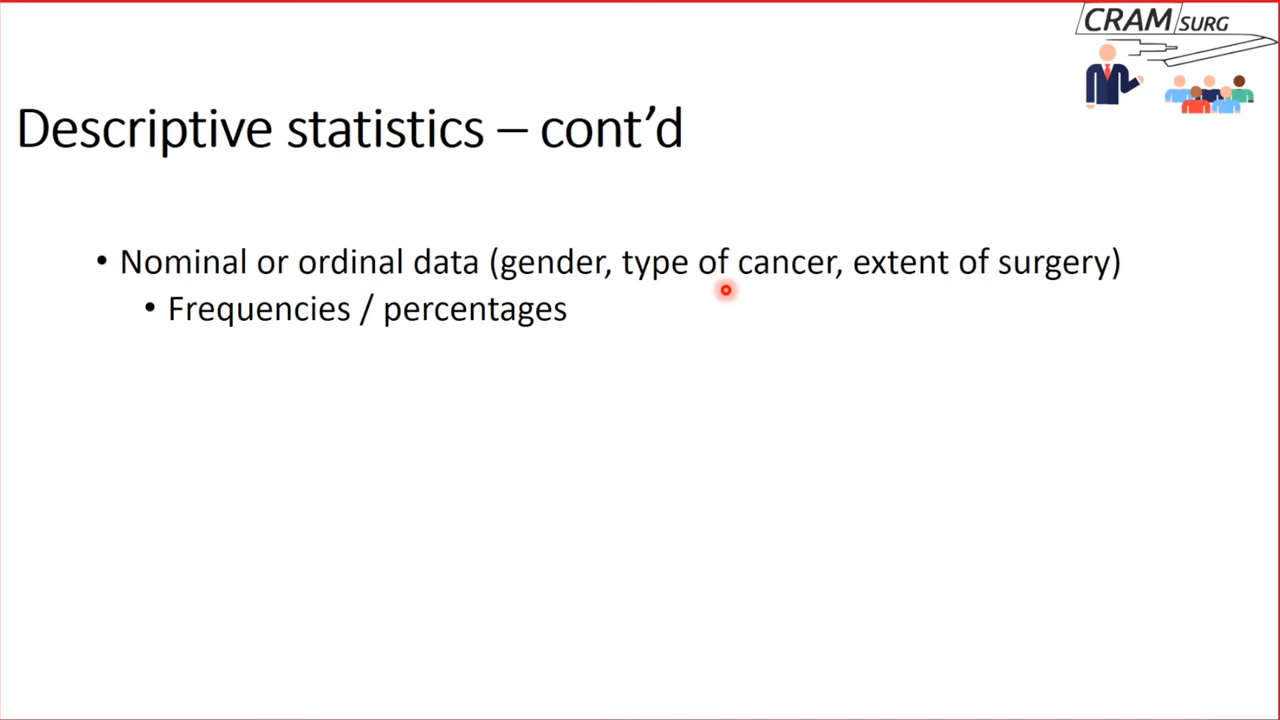 CRAM SURG
Descriptive statistics – cont’d
• Nominal or ordinal data (gender, type of cancer, extent of surgery)
• Frequencies / percentages